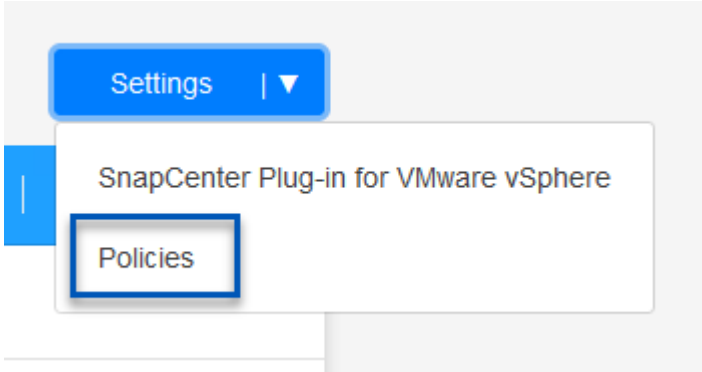 Settings | ▼
SnapCenter Plug-in for VMware vSphere
Policies